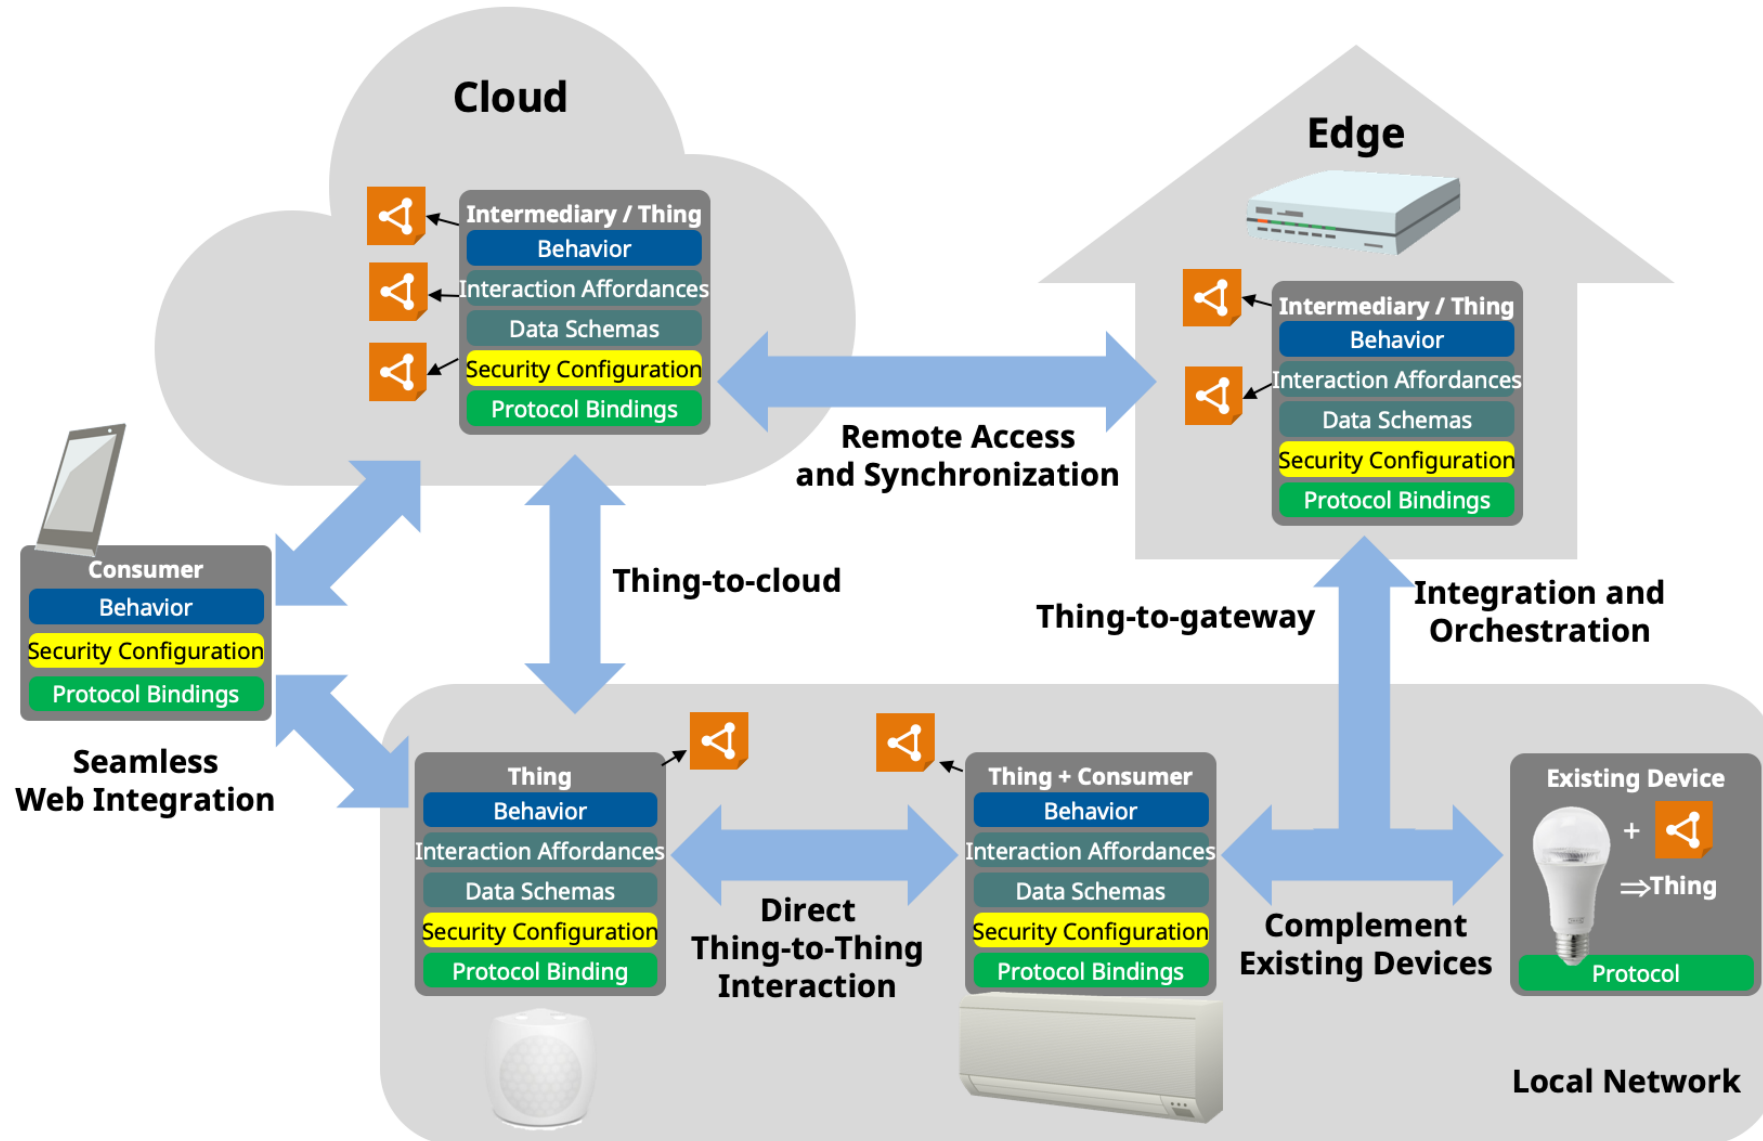 Cloud
Intermediary / Thing
Behavior
Interaction Affordances
Data Schemas
Security Configuration
Protocol Bindings
Edge
Intermediary / Thing
Behavior
Interaction Affordances
Data Schemas
Security Configuration
Protocol Bindings
Remote Access
and Synchronization
Consumer
Behavior
Security Configuration
Protocol Bindings
Seamless
Web Integration
Thing-to-cloud
Thing-to-gateway
Integration and
Orchestration
Thing
Behavior
Interaction Affordances
Data Schemas
Security Configuration
Protocol Binding
Direct
Thing-to-Thing
Interaction
Thing + Consumer
Behavior
Interaction Affordances
Data Schemas
Security Configuration
Protocol Bindings
Complement
Existing Devices
Existing Device
+
⇒Thing
Protocol
Local Network